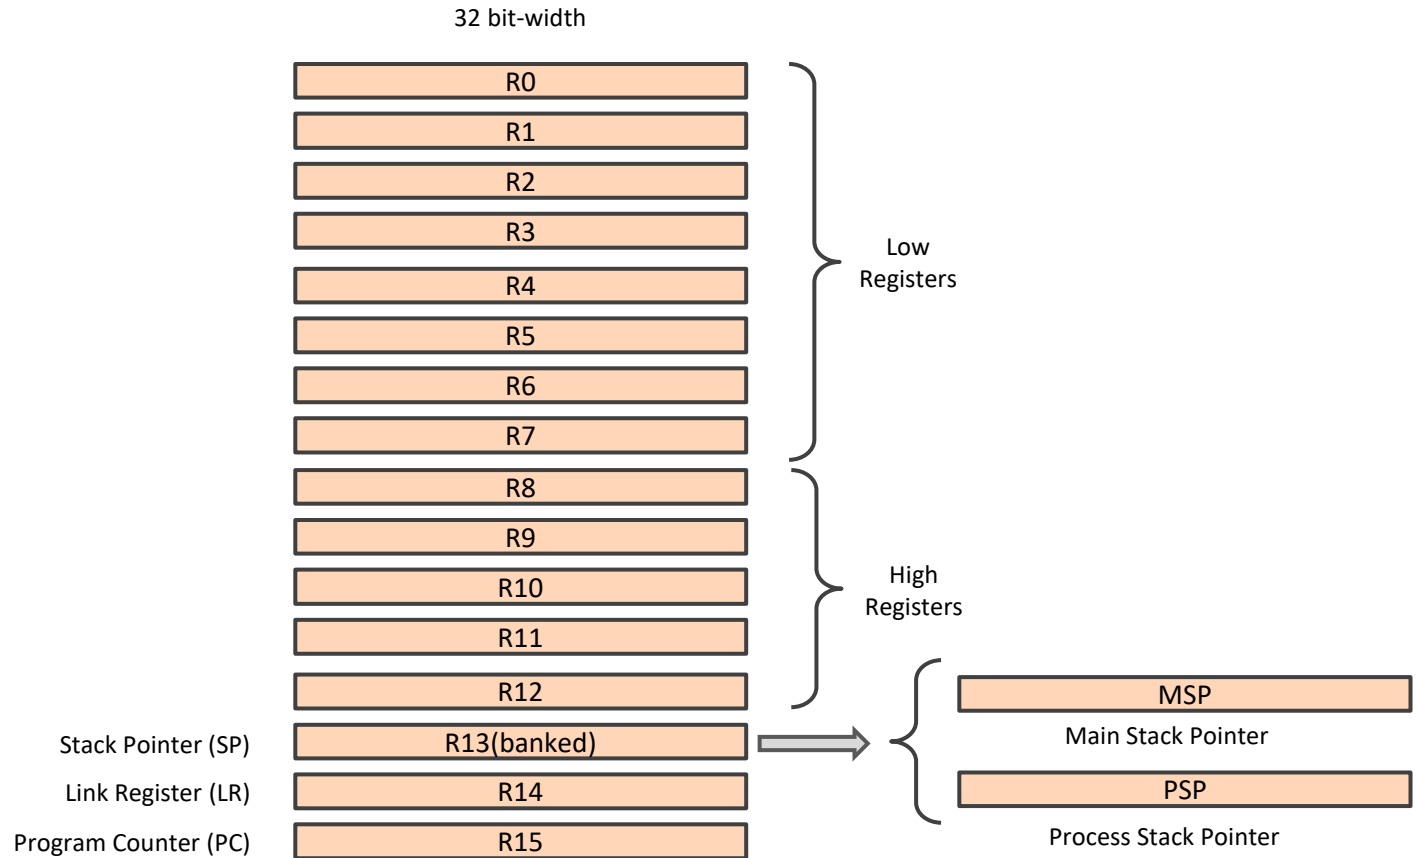 32 bit-width
R0
R1
R2
R3
Low
Registers
R4
R5
R6
R7
R8
R9
High
Registers
R10
R11
R12
MSP
Main Stack Pointer
Stack Pointer (SP)
R13(banked)
Link Register (LR)
R14
PSP
Process Stack Pointer
Program Counter (PC)
R15